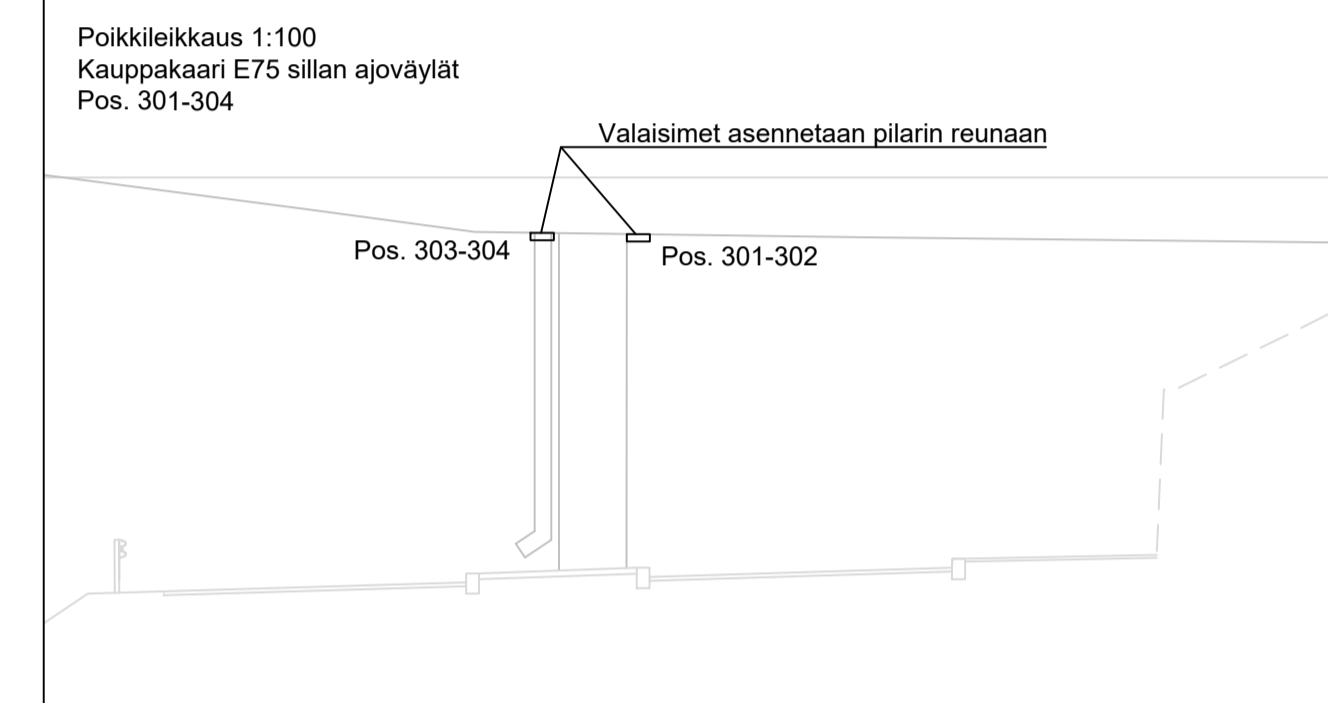 Poikkileikkaus 1:100
Kauppakaari E75 sillan ajoväylät
Pos. 301-304
Valaisimet asennetaan pilarin reunaan
Pos. 303-304
Pos. 301-302